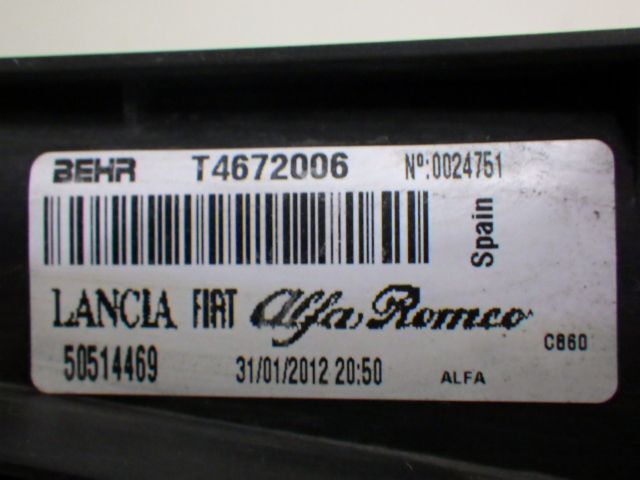 BEHR T4672006 Nº:0024751
Spain
LANCIA FIAT Alfa Romeo
C860
50514469 31/01/2012 20:50 ALFA